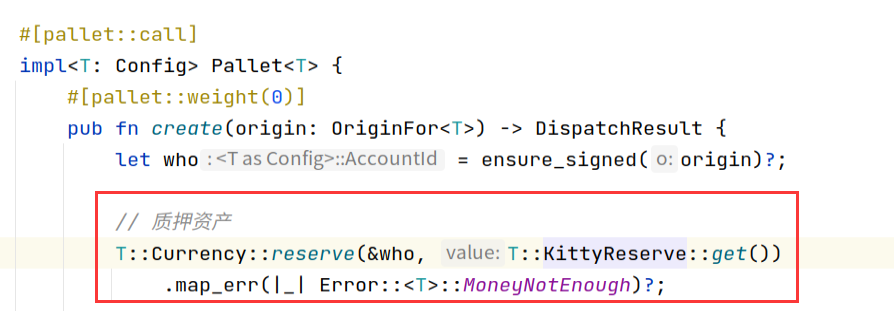 #[pallet::call]
impl<T: Config> Pallet<T> {
#[pallet::weight(0)]
pub fn create(origin: OriginFor<T>) -> DispatchResult {
let who: <T as Config>::AccountId = ensure_signed( o: origin)?;
// 质押资产
T::Currency::reserve(&who, value: T::KittyReserve::get())
.map_err(|_| Error::<T>::MoneyNotEnough)?;